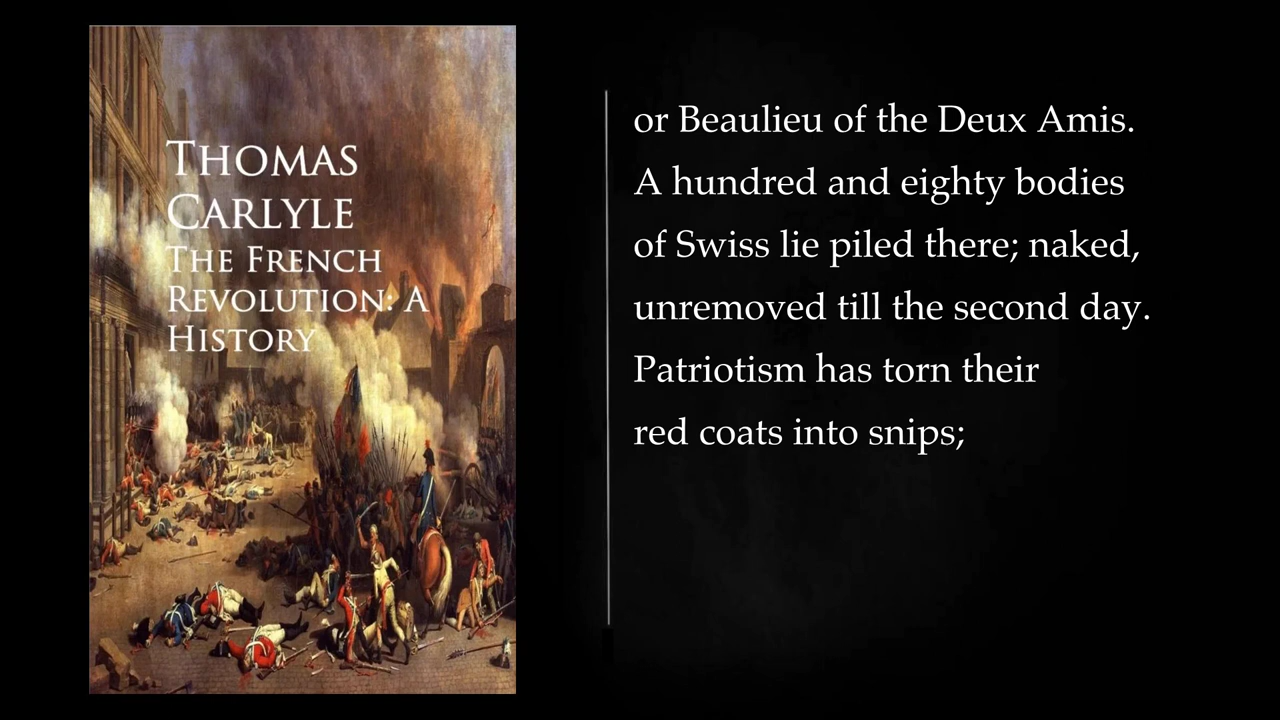 THOMAS
CARLYLE
THE FRENCH
REVOLUTION: A
HISTORY
or Beaulieu of the Deux Amis.
A hundred and eighty bodies
of Swiss lie piled there; naked,
unremoved till the second day.
Patriotism has torn their
red coats into snips;